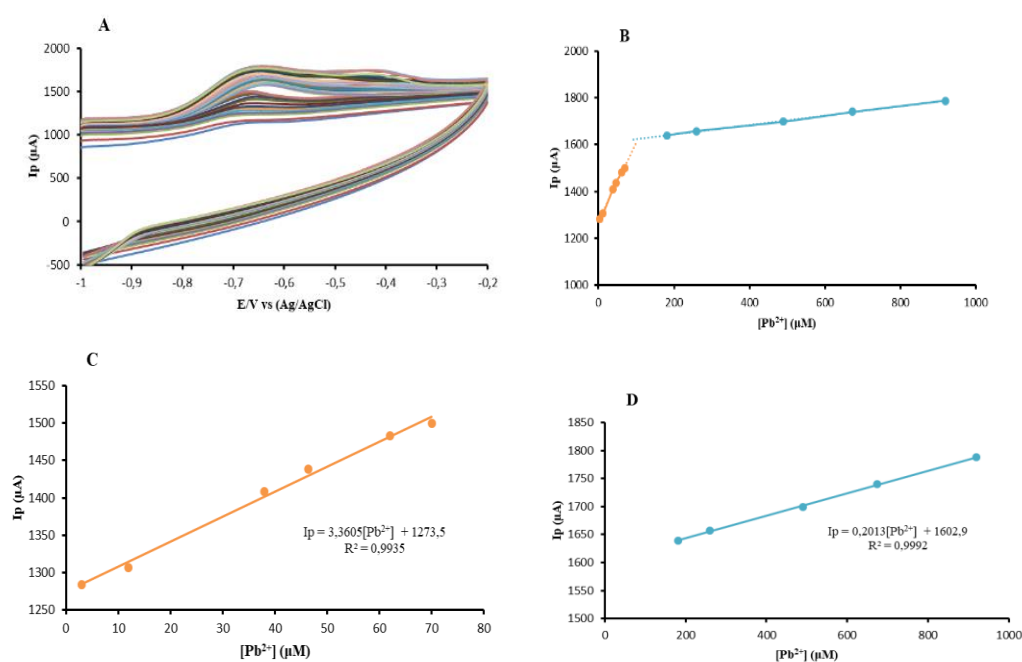 A
Ip (µA)
2000
1500
1000
500
0
-500
-1 -0,9 -0,8 -0,7 -0,6 -0,5 -0,4 -0,3 -0,2
E/V vs (Ag/AgCl)
B
Ip (µA)
2000
1800
1600
1400
1200
1000
0 200 400 600 800 1000
[Pb²⁺] (µM)
C
Ip (µA)
1550
1500
1450
1400
1350
1300
1250
Ip = 3,3605[Pb²⁺] + 1273,5
R² = 0,9935
0 10 20 30 40 50 60 70 80
[Pb²⁺] (µM)
D
Ip (µA)
1850
1800
1750
1700
1650
1600
1550
1500
Ip = 0,2013[Pb²⁺] + 1602,9
R² = 0,9992
0 200 400 600 800 1000
[Pb²⁺] (µM)